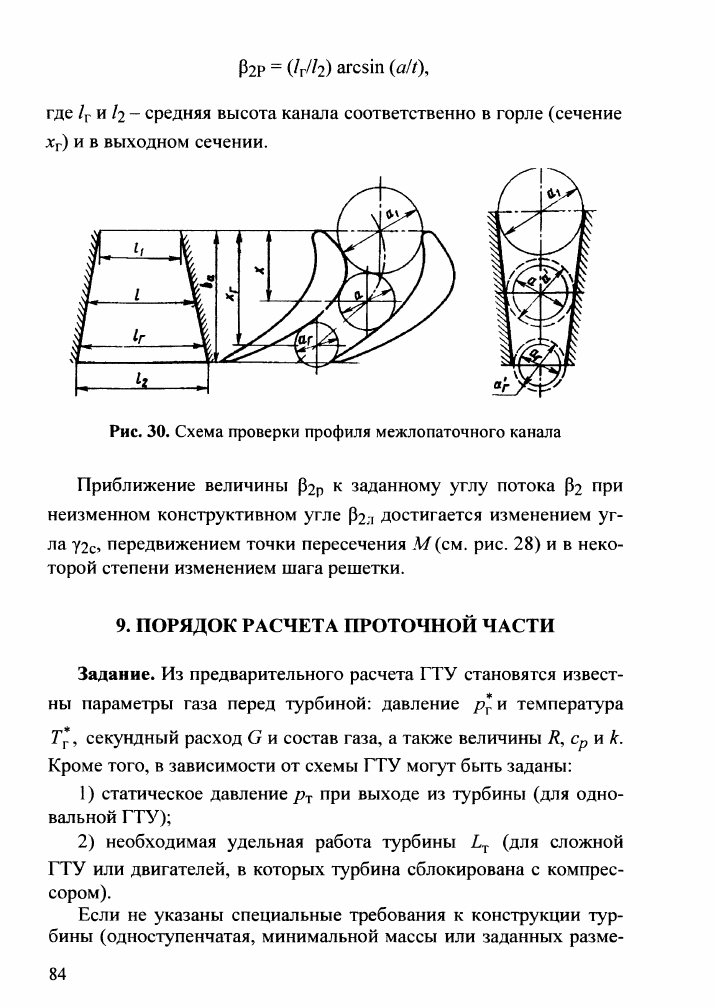 β2р = (lг/l2) arcsin (a/t),
где lг и l2 – средняя высота канала соответственно в горле (сечение
xг) и в выходном сечении.
a1
a1
l1
bа
x
l
xг
a
a
a'
lг
aг
aг
a'г
l2
Рис. 30. Схема проверки профиля межлопаточного канала
Приближение величины β2р к заданному углу потока β2 при
неизменном конструктивном угле β2л достигается изменением уг-
ла γ2с, передвижением точки пересечения M (см. рис. 28) и в неко-
торой степени изменением шага решетки.
9. ПОРЯДОК РАСЧЕТА ПРОТОЧНОЙ ЧАСТИ
Задание. Из предварительного расчета ГТУ становятся извест-
ны параметры газа перед турбиной: давление p*г и температура
T*г, секундный расход G и состав газа, а также величины R, cp и k.
Кроме того, в зависимости от схемы ГТУ могут быть заданы:
1) статическое давление pт при выходе из турбины (для одно-
вальной ГТУ);
2) необходимая удельная работа турбины Lт (для сложной
ГТУ или двигателей, в которых турбина сблокирована с компрес-
сором).
Если не указаны специальные требования к конструкции тур-
бины (одноступенчатая, минимальной массы или заданных разме-
84